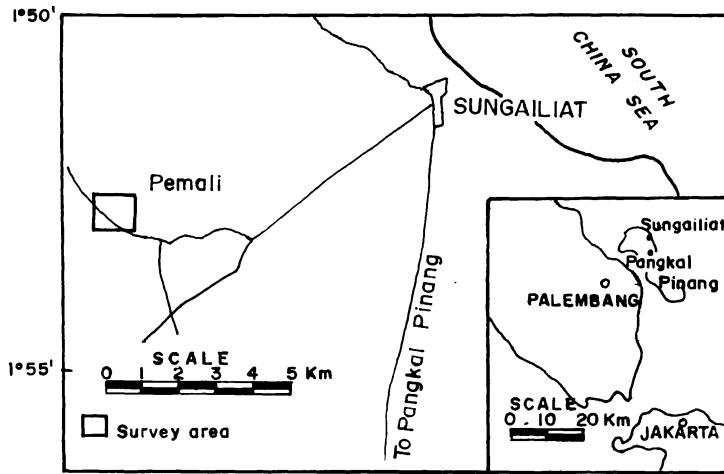 1°50'
SOUTH
CHINA SEA
SUNGAILIAT
Pemali
To Pangkal Pinang
1°55'
SCALE
0 1 2 3 4 5 Km
Survey area
Sungailiat
Pangkal
Pinang
PALEMBANG
SCALE
0 10 20 Km
JAKARTA